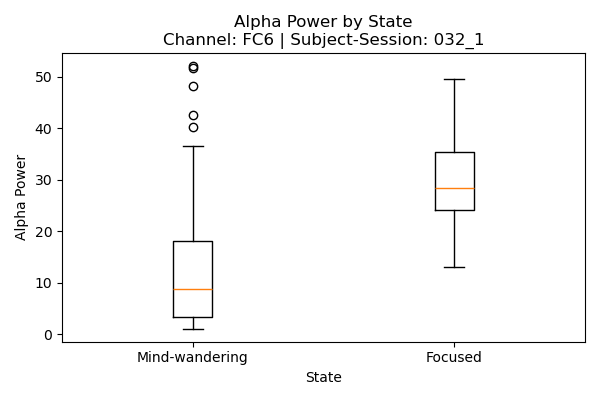 Alpha Power by State
Channel: FC6 | Subject-Session: 032_1
50
40
30
20
10
0
Alpha Power
Mind-wandering
Focused
State